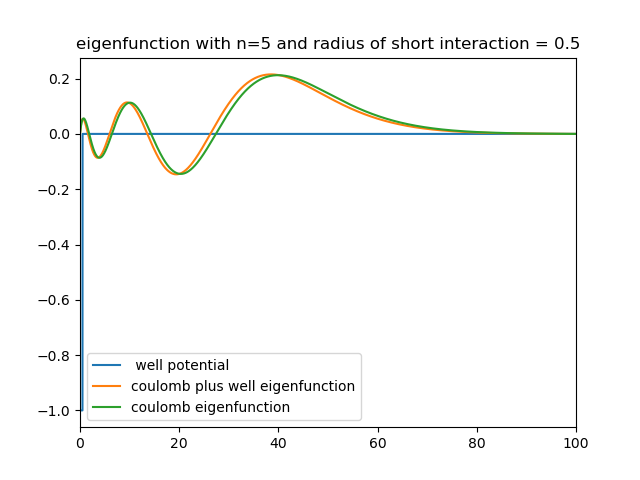 eigenfunction with n=5 and radius of short interaction = 0.5
0.2
0.0
−0.2
−0.4
−0.6
−0.8
−1.0
well potential
coulomb plus well eigenfunction
coulomb eigenfunction
0 20 40 60 80 100